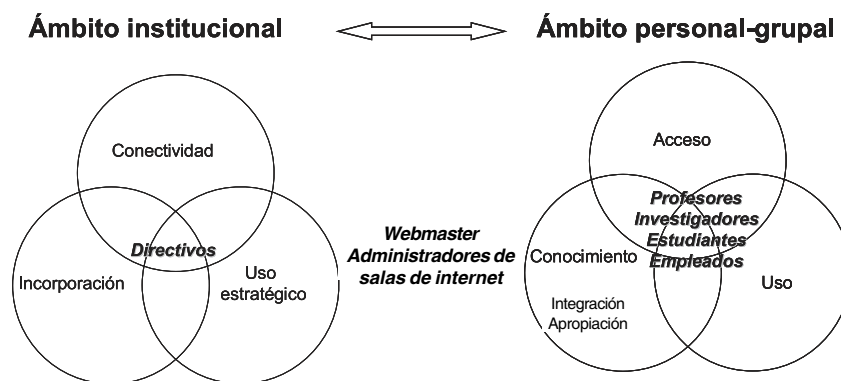 Ámbito institucional
Ámbito personal-grupal
Conectividad
Directivos
Incorporación
Uso
estratégico
Webmaster
Administradores de
salas de internet
Acceso
Profesores
Investigadores
Estudiantes
Empleados
Conocimiento
Integración
Apropiación
Uso